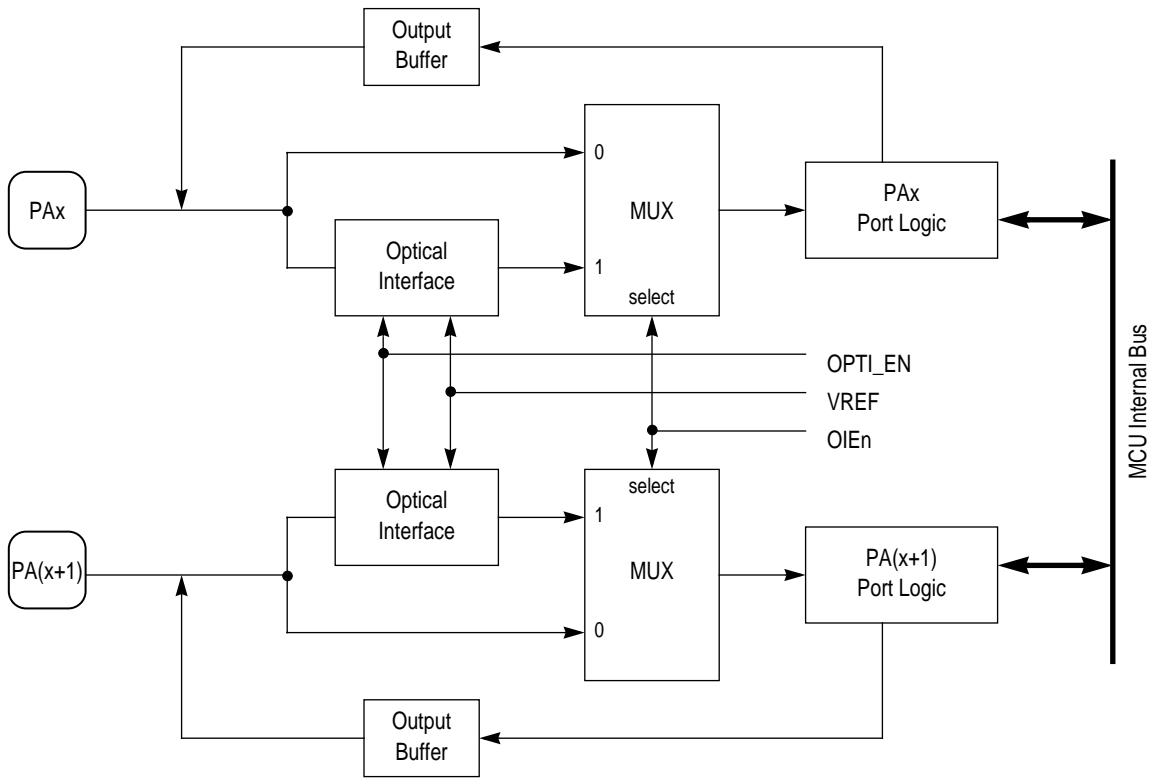 Output
Buffer
0
PAx
MUX
PAx
Port Logic
Optical
Interface
1
select
OPTI_EN
VREF
OIEn
MCU Internal Bus
select
Optical
Interface
1
PA(x+1)
MUX
PA(x+1)
Port Logic
0
Output
Buffer